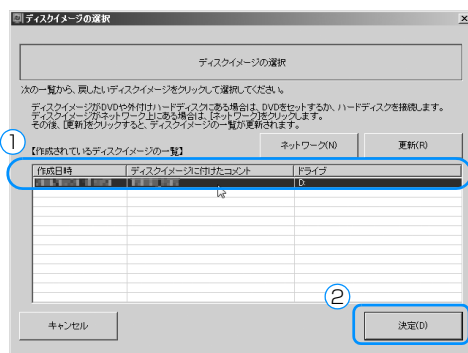 ディスクイメージの選択
ディスクイメージの選択
次の一覧から、戻したいディスクイメージをクリックして選択してください。
ディスクイメージがDVDや外付けハードディスクにある場合は、DVDをセットするか、ハードディスクを接続します。
ディスクイメージがネットワーク上にある場合は、[ネットワーク]をクリックします。
その後、[更新]をクリックすると、ディスクイメージの一覧が更新されます。
①
【作成されているディスクイメージの一覧】
ネットワーク(N)
更新(R)
作成日時 ディスクイメージに付けたコメント ドライブ
D:
②
キャンセル
決定(D)